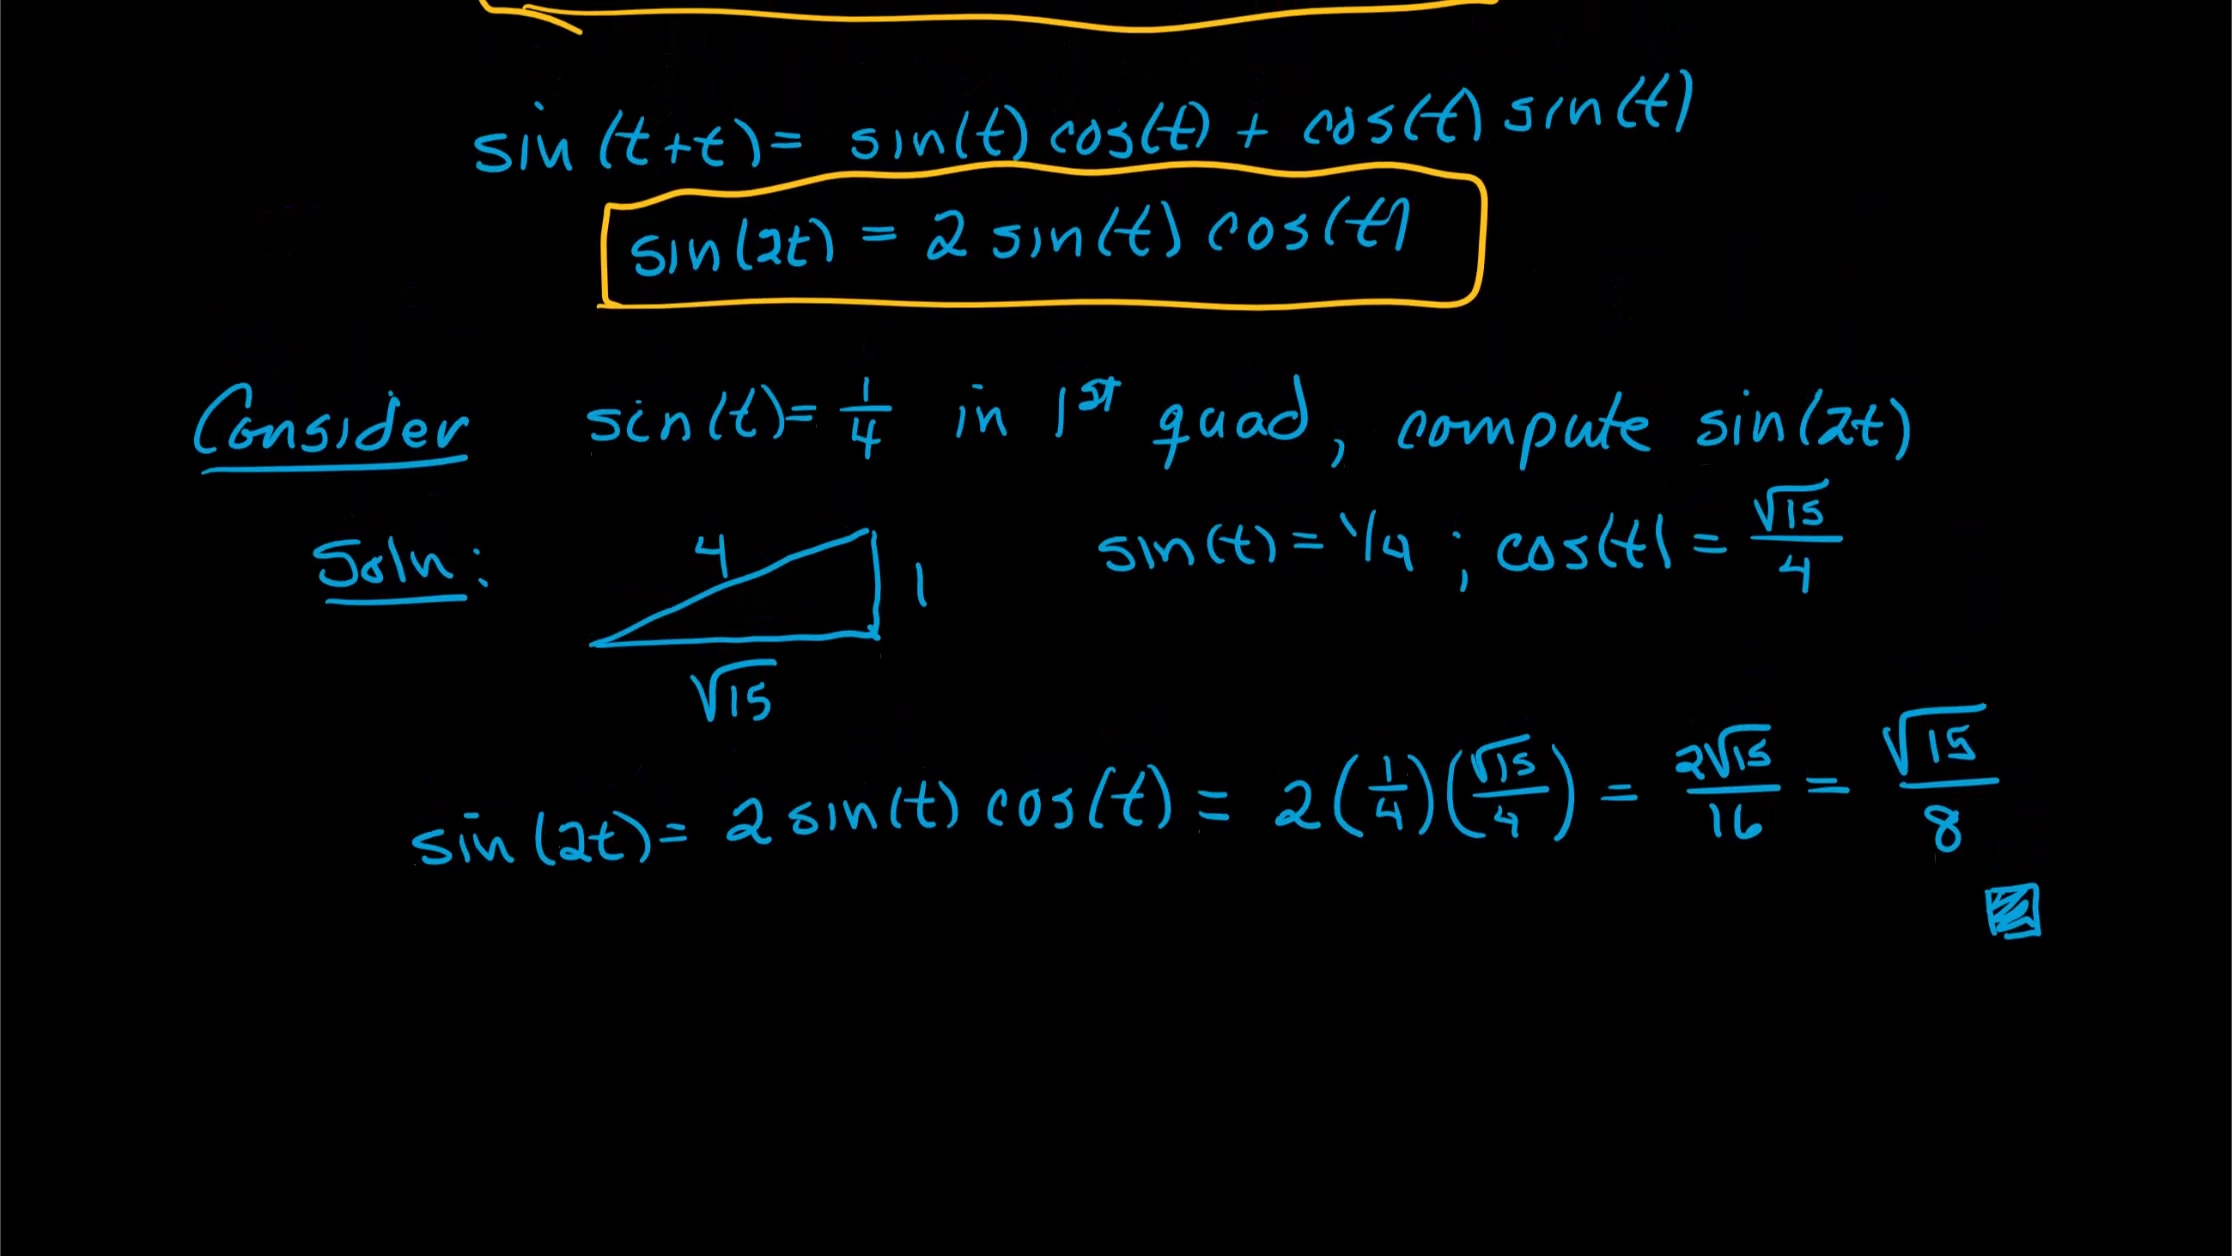 sin(t+t)= sin(t) cos(t) + cos(t) sin(t)
sin(2t) = 2 sin(t) cos(t)
Consider sin(t)= 1/4 in 1st quad, compute sin(2t)
Soln: 4 1 sin(t) = 1/4 ; cos(t) = √15/4
√15
sin(2t)= 2 sin(t) cos(t) = 2(1/4)(√15/4) = 2√15/16 = √15/8